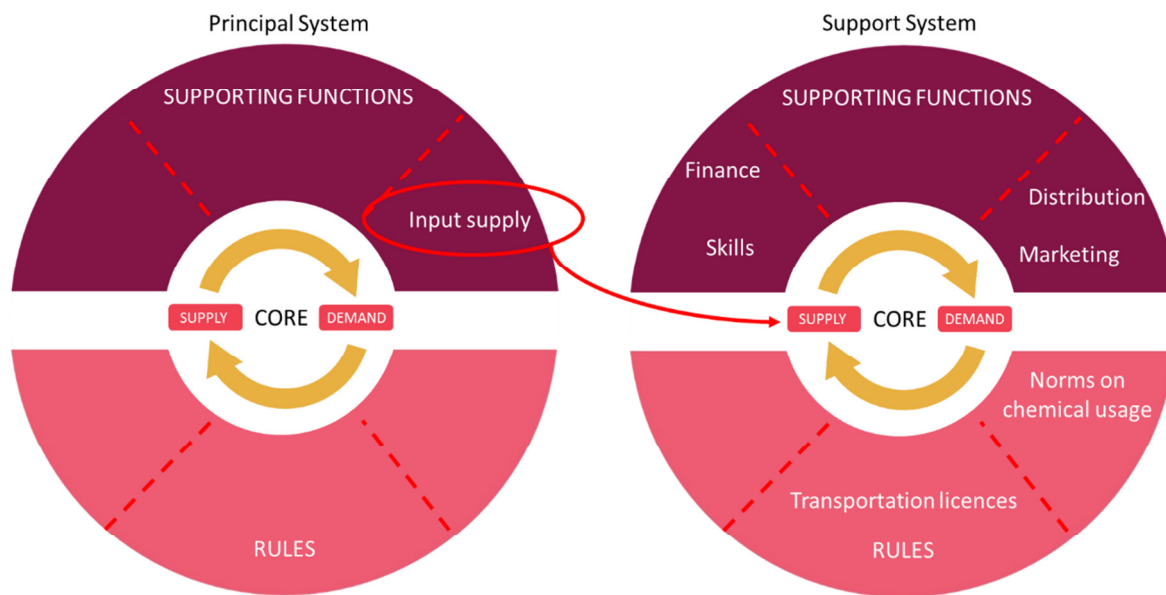 Principal System
SUPPORTING FUNCTIONS
Input supply
SUPPLY
CORE
DEMAND
RULES
Support System
SUPPORTING FUNCTIONS
Finance
Distribution
Skills
Marketing
SUPPLY
CORE
DEMAND
Norms on
chemical usage
Transportation licences
RULES